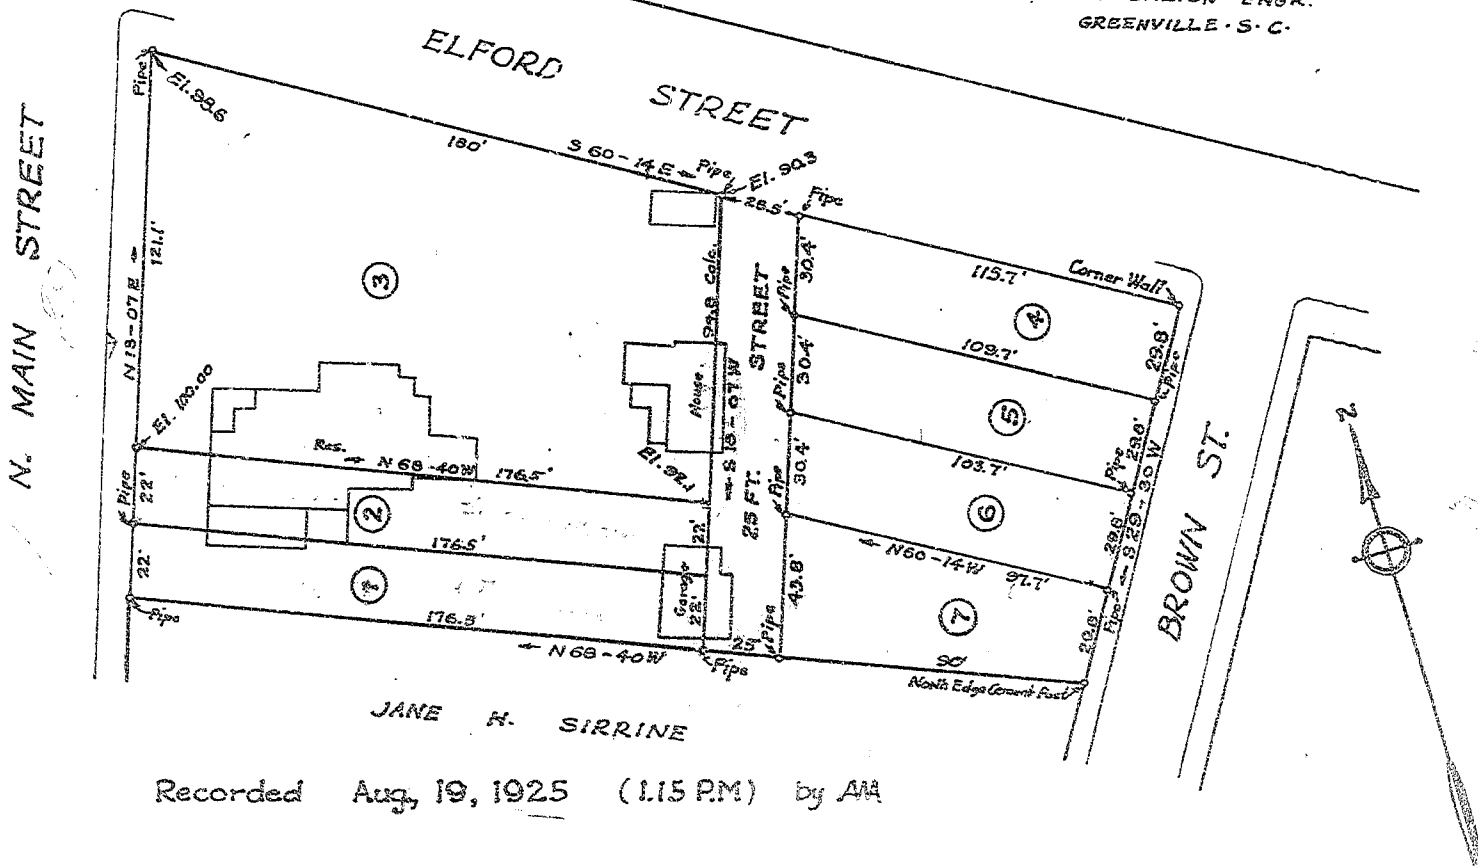 ENGR.
GREENVILLE. S. C.
ELFORD STREET
N. MAIN STREET
Pipe
El. 98.6
180'
S 60-14 E
Pipe
El. 90.3
26.5'
Pipe
N 18-07 E
121.1'
3
94.8 Calc.
S 18-07 W
25 FT. STREET
30.4'
115.7'
Corner Wall
4
29.8'
Pipe
Pipe
30.4'
109.7'
5
29.8'
Pipe
Pipe
30.4'
103.7'
6
29.8'
Pipe
S 29-30 W
BROWN ST.
Pipe
N 60-14 W
97.7'
49.8'
7
29.8'
Pipe
90'
North Edge Cement Post
House
El. 92.1
El. 100.00
Res.
N 68-40 W
176.5'
Pipe
22'
2
22'
176.5'
22'
1
Garage
22'
176.5'
Pipe
N 68-40 W
Pipe
25'
JANE H. SIRRINE
Recorded Aug, 19, 1925 (1.15 P.M) by AM